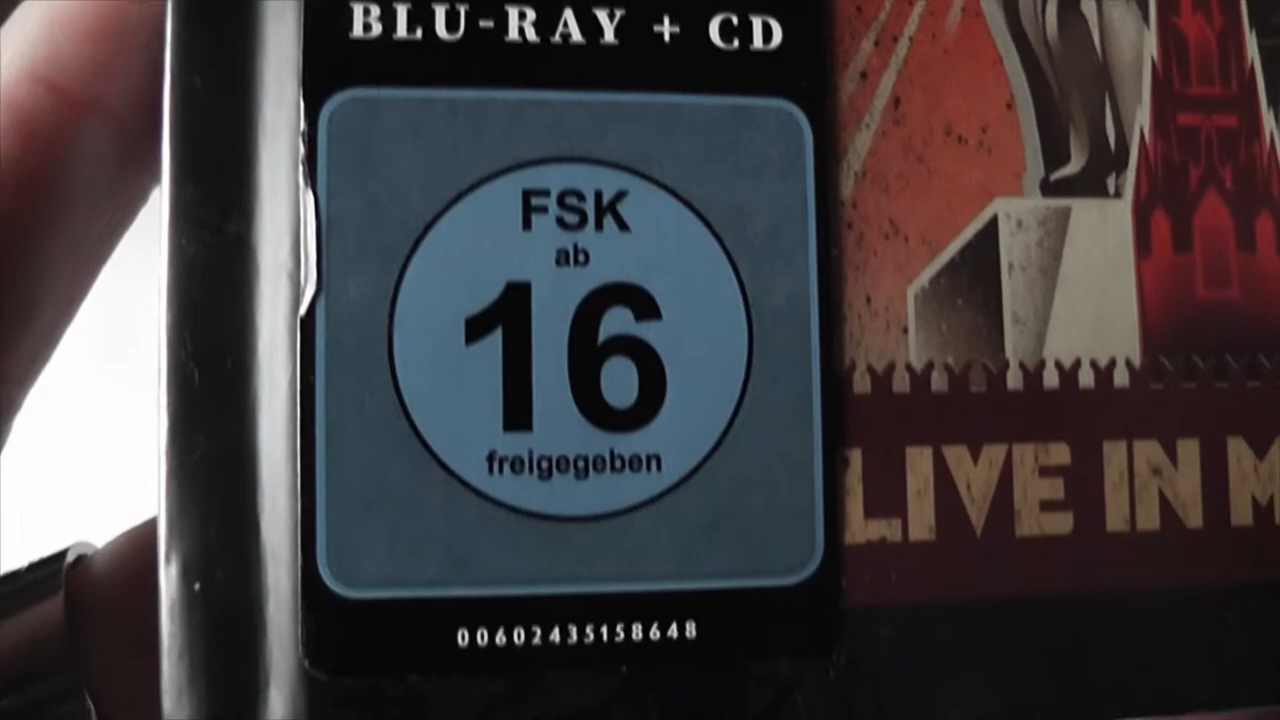 BLU-RAY + CD
FSK
ab
16
freigegeben
00602435158648
LIVE IN M